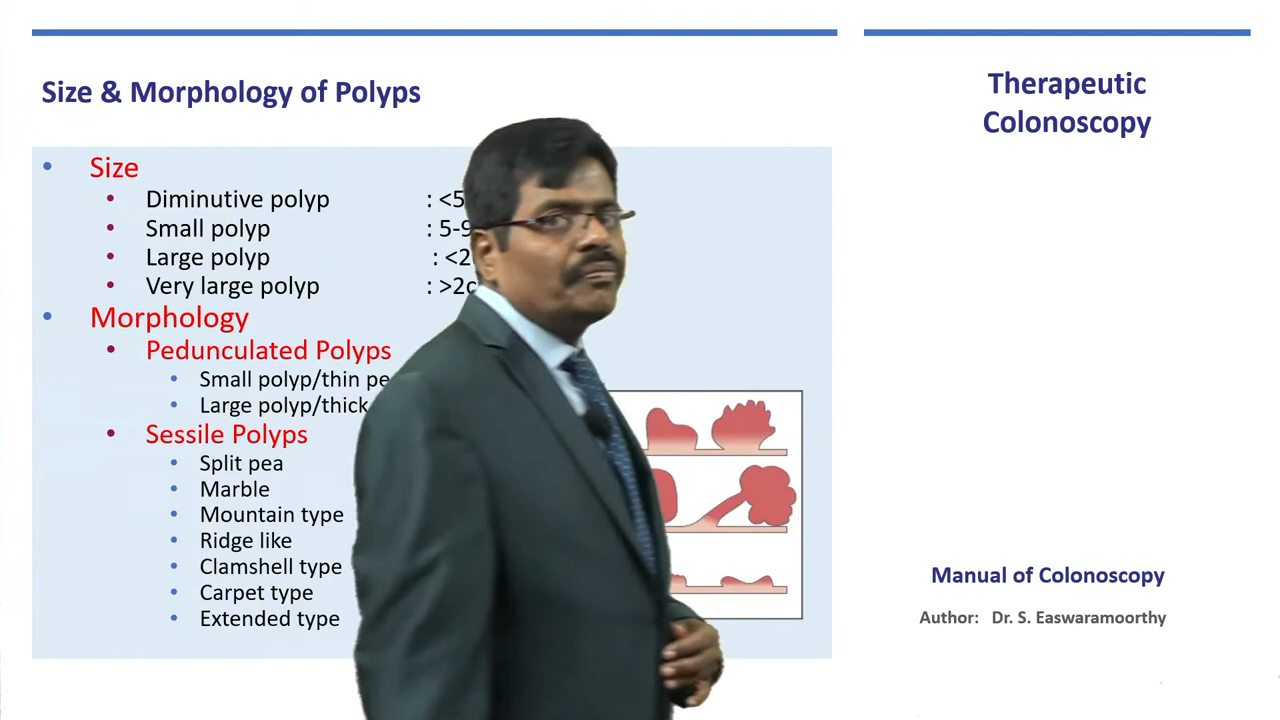 Size & Morphology of Polyps
Size
Diminutive polyp : <5
Small polyp : 5-9
Large polyp : <2
Very large polyp : >2c
Morphology
Pedunculated Polyps
Small polyp/thin pe
Large polyp/thick
Sessile Polyps
Split pea
Marble
Mountain type
Ridge like
Clamshell type
Carpet type
Extended type
Therapeutic
Colonoscopy
Manual of Colonoscopy
Author: Dr. S. Easwaramoorthy